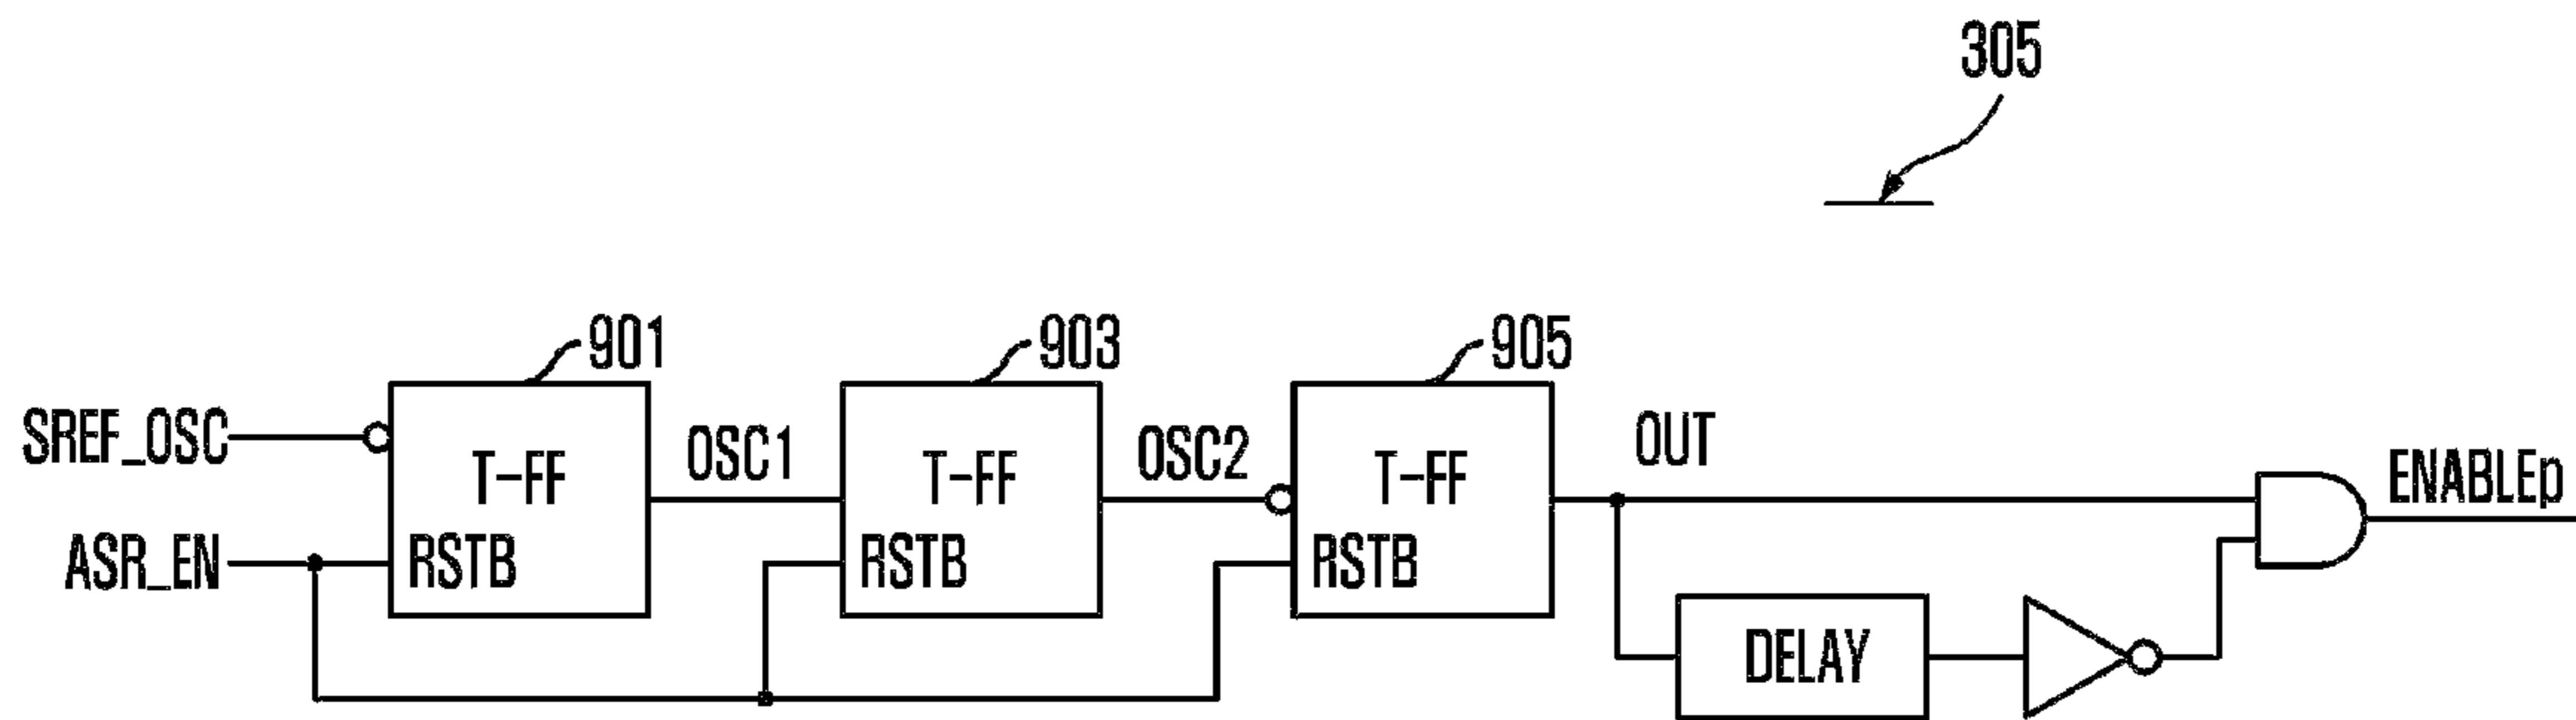 305
901
903
905
SREF_OSC
T-FF
OSC1
T-FF
OSC2
T-FF
OUT
ENABLEp
ASR_EN
RSTB
RSTB
RSTB
DELAY